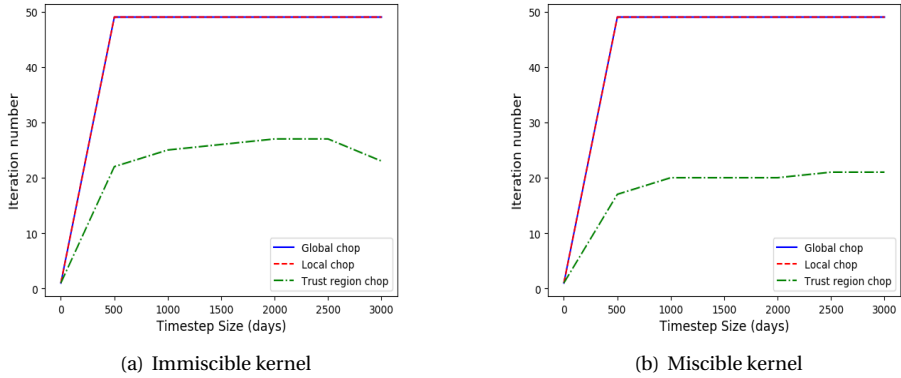 50
40
30
20
10
0
Iteration number
Global chop
Local chop
Trust region chop
0 500 1000 1500 2000 2500 3000
Timestep Size (days)
(a) Immiscible kernel
50
40
30
20
10
0
Iteration number
Global chop
Local chop
Trust region chop
0 500 1000 1500 2000 2500 3000
Timestep Size (days)
(b) Miscible kernel